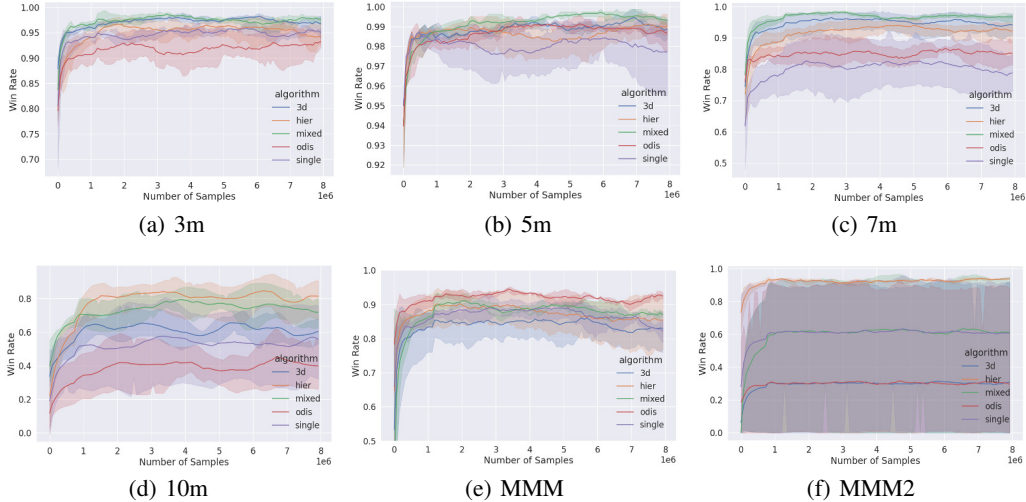 Win Rate
1.00
0.95
0.90
0.85
0.80
0.75
0.70
algorithm
3d
hier
mixed
odis
single
0 1 2 3 4 5 6 7 8
Number of Samples
1e6
(a) 3m
Win Rate
1.00
0.99
0.98
0.97
0.96
0.95
0.94
0.93
0.92
algorithm
3d
hier
mixed
odis
single
0 1 2 3 4 5 6 7 8
Number of Samples
1e6
(b) 5m
Win Rate
1.0
0.9
0.8
0.7
0.6
0.5
algorithm
3d
hier
mixed
odis
single
0 1 2 3 4 5 6 7 8
Number of Samples
1e6
(c) 7m
Win Rate
0.8
0.6
0.4
0.2
0.0
algorithm
3d
hier
mixed
odis
single
0 1 2 3 4 5 6 7 8
Number of Samples
1e6
(d) 10m
Win Rate
1.0
0.9
0.8
0.7
0.6
0.5
algorithm
3d
hier
mixed
odis
single
0 1 2 3 4 5 6 7 8
Number of Samples
1e6
(e) MMM
Win Rate
1.0
0.8
0.6
0.4
0.2
0.0
algorithm
3d
hier
mixed
odis
single
0 1 2 3 4 5 6 7 8
Number of Samples
1e6
(f) MMM2